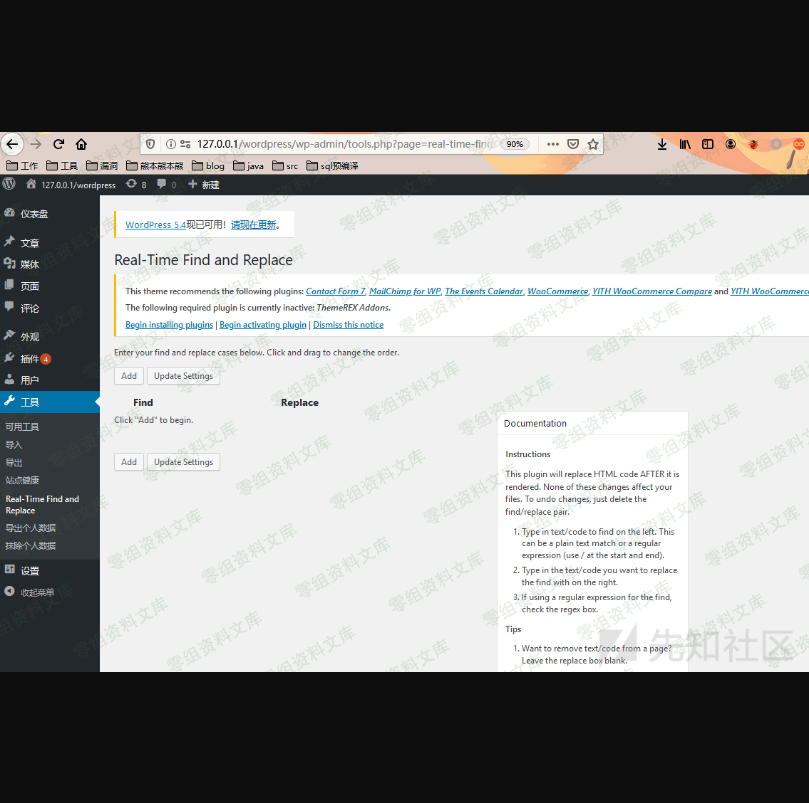 127.0.0.1/wordpress/wp-admin/tools.php?page=real-time-find
90%
工作 工具 漏洞 熊本熊本熊 blog java src sql预编译
127.0.0.1/wordpress 8 0 新建
仪表盘
文章
媒体
页面
评论
外观
插件 4
用户
工具
可用工具
导入
导出
站点健康
Real-Time Find and
Replace
导出个人数据
抹除个人数据
设置
收起菜单
WordPress 5.4现已可用！请现在更新。
Real-Time Find and Replace
This theme recommends the following plugins: Contact Form 7, MailChimp for WP, The Events Calendar, WooCommerce, YITH WooCommerce Compare and YITH WooCommerce
The following required plugin is currently inactive: ThemeREX Addons.
Begin installing plugins | Begin activating plugin | Dismiss this notice
Enter your find and replace cases below. Click and drag to change the order.
Add Update Settings
Find Replace
Click "Add" to begin.
Add Update Settings
Documentation
Instructions
This plugin will replace HTML code AFTER it is
rendered. None of these changes affect your
files. To undo changes, just delete the
find/replace pair.
1. Type in text/code to find on the left. This
can be a plain text match or a regular
expression (use / at the start and end).
2. Type in the text/code you want to replace
the find with on the right.
3. If using a regular expression for the find,
check the regex box.
Tips
1. Want to remove text/code from a page?
Leave the replace box blank.
零组资料文库
先知社区